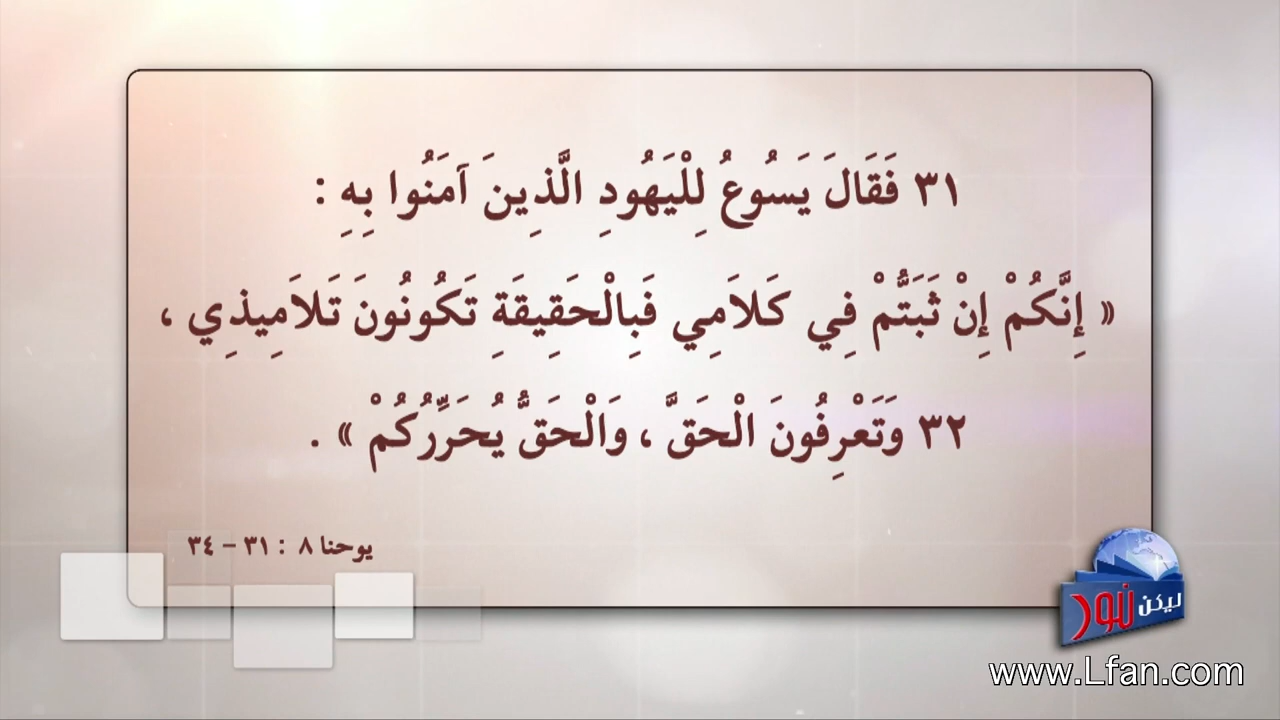 ٣١ فَقَالَ يَسُوعُ لِلْيَهُودِ الَّذِينَ آمَنُوا بِهِ :
« إِنَّكُمْ إِنْ ثَبَتُّمْ فِي كَلاَمِي فَبِالْحَقِيقَةِ تَكُونُونَ تَلاَمِيذِي ،
٣٢ وَتَعْرِفُونَ الْحَقَّ ، وَالْحَقُّ يُحَرِّرُكُمْ » .
يوحنا ٨ : ٣١ – ٣٤
ليكن نور
www.Lfan.com